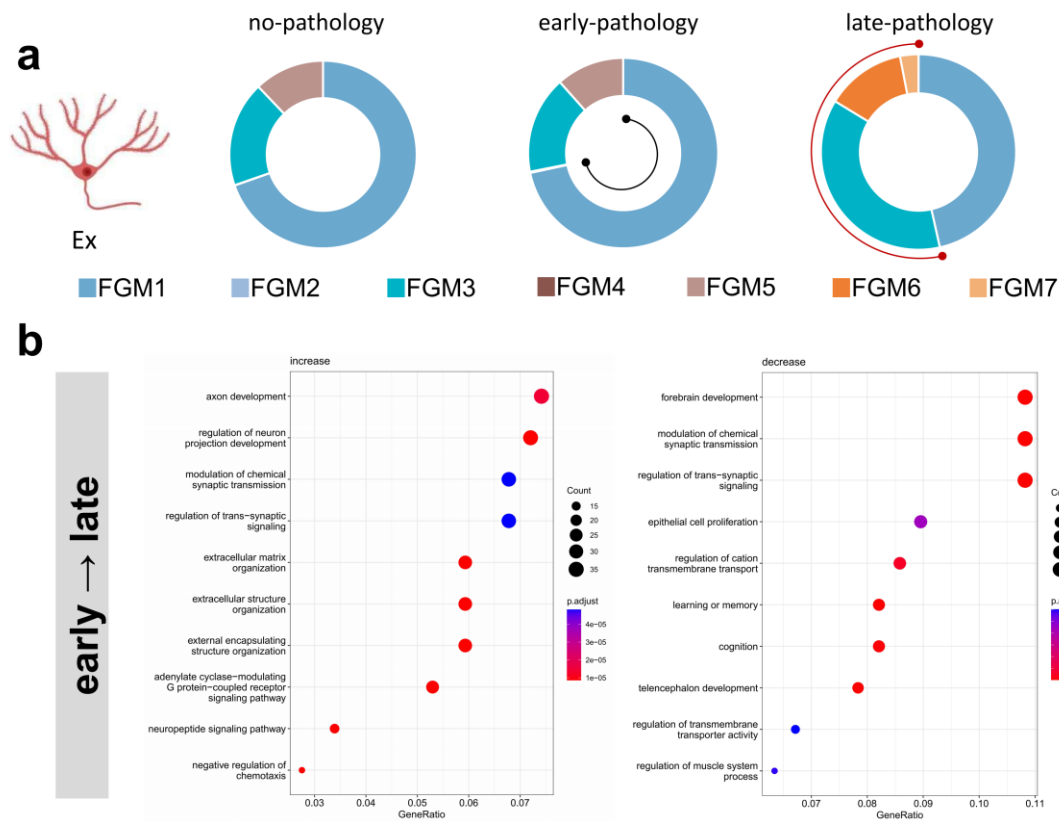 no-pathology
early-pathology
late-pathology
a
Ex
FGM1
FGM2
FGM3
FGM4
FGM5
FGM6
FGM7
b
early → late
increase
axon development
regulation of neuron
projection development
modulation of chemical
synaptic transmission
regulation of trans−synaptic
signaling
extracellular matrix
organization
extracellular structure
organization
external encapsulating
structure organization
adenylate cyclase−modulating
G protein−coupled receptor
signaling pathway
neuropeptide signaling pathway
negative regulation of
chemotaxis
0.03 0.04 0.05 0.06 0.07
GeneRatio
Count
15
20
25
30
35
p.adjust
4e−05
3e−05
2e−05
1e−05
decrease
forebrain development
modulation of chemical
synaptic transmission
regulation of trans−synaptic
signaling
epithelial cell proliferation
regulation of cation
transmembrane transport
learning or memory
cognition
telencephalon development
regulation of transmembrane
transporter activity
regulation of muscle system
process
0.07 0.08 0.09 0.10 0.11
GeneRatio
Co
p.a